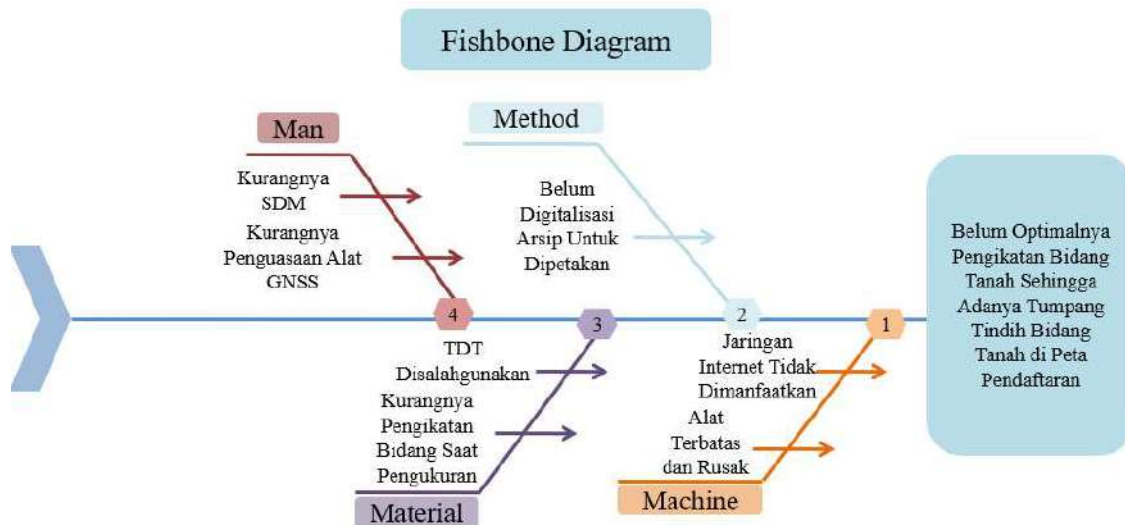 Fishbone Diagram
Man
Kurangnya
SDM
Kurangnya
Penguasaan Alat
GNSS
Method
Belum
Digitalisasi
Arsip Untuk
Dipetakan
4
3
2
1
TDT
Disalahgunakan
Kurangnya
Pengikatan
Bidang Saat
Pengukuran
Material
Jaringan
Internet Tidak
Dimanfaatkan
Alat
Terbatas
dan Rusak
Machine
Belum Optimalnya
Pengikatan Bidang
Tanah Sehingga
Adanya Tumpang
Tindih Bidang
Tanah di Peta
Pendaftaran